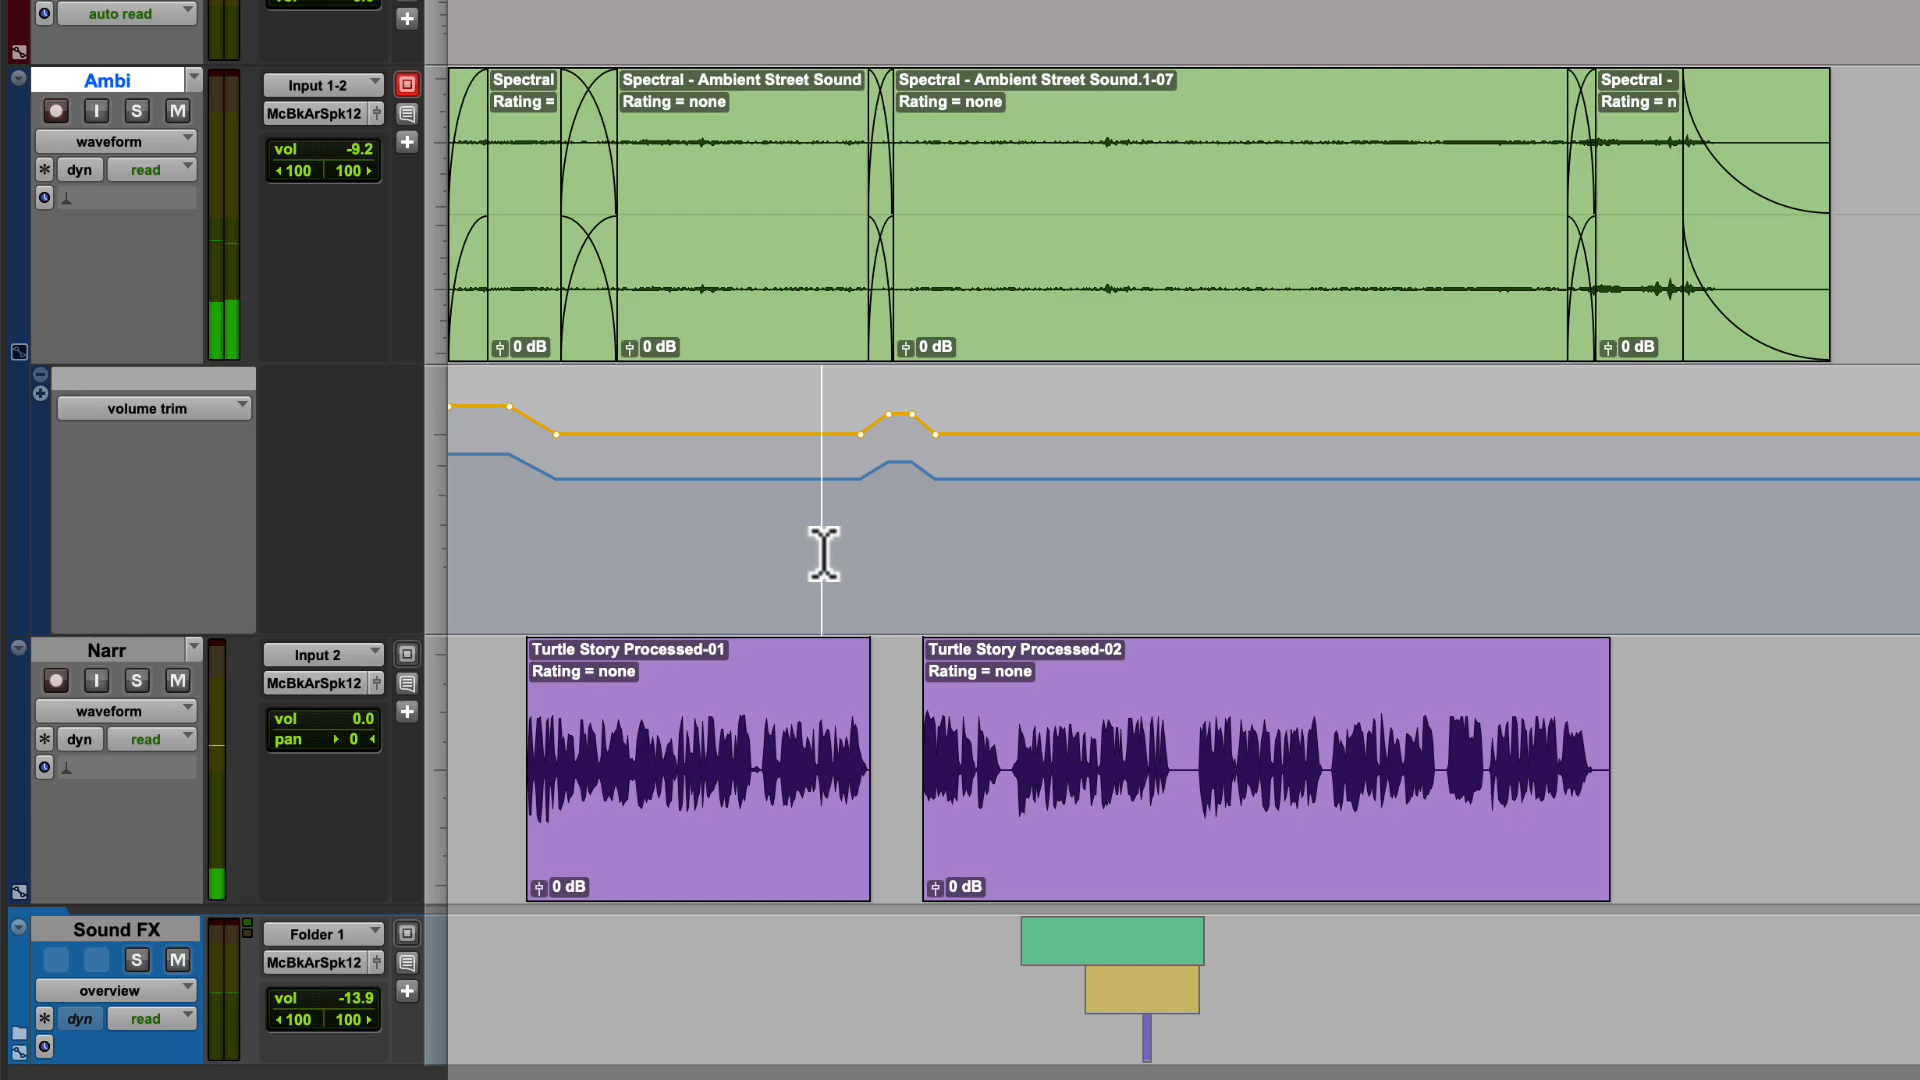 auto read
Ambi
Input 1-2
I S M
McBkArSpk12
waveform
vol -9.2
100 100
dyn read
Spectral
Rating =
Spectral - Ambient Street Sound
Rating = none
Spectral - Ambient Street Sound.1-07
Rating = none
Spectral -
Rating = n
0 dB
0 dB
0 dB
0 dB
volume trim
Narr
Input 2
I S M
McBkArSpk12
waveform
vol 0.0
pan 0
dyn read
Turtle Story Processed-01
Rating = none
0 dB
Turtle Story Processed-02
Rating = none
0 dB
Sound FX
Folder 1
S M
McBkArSpk12
overview
vol -13.9
100 100
dyn read